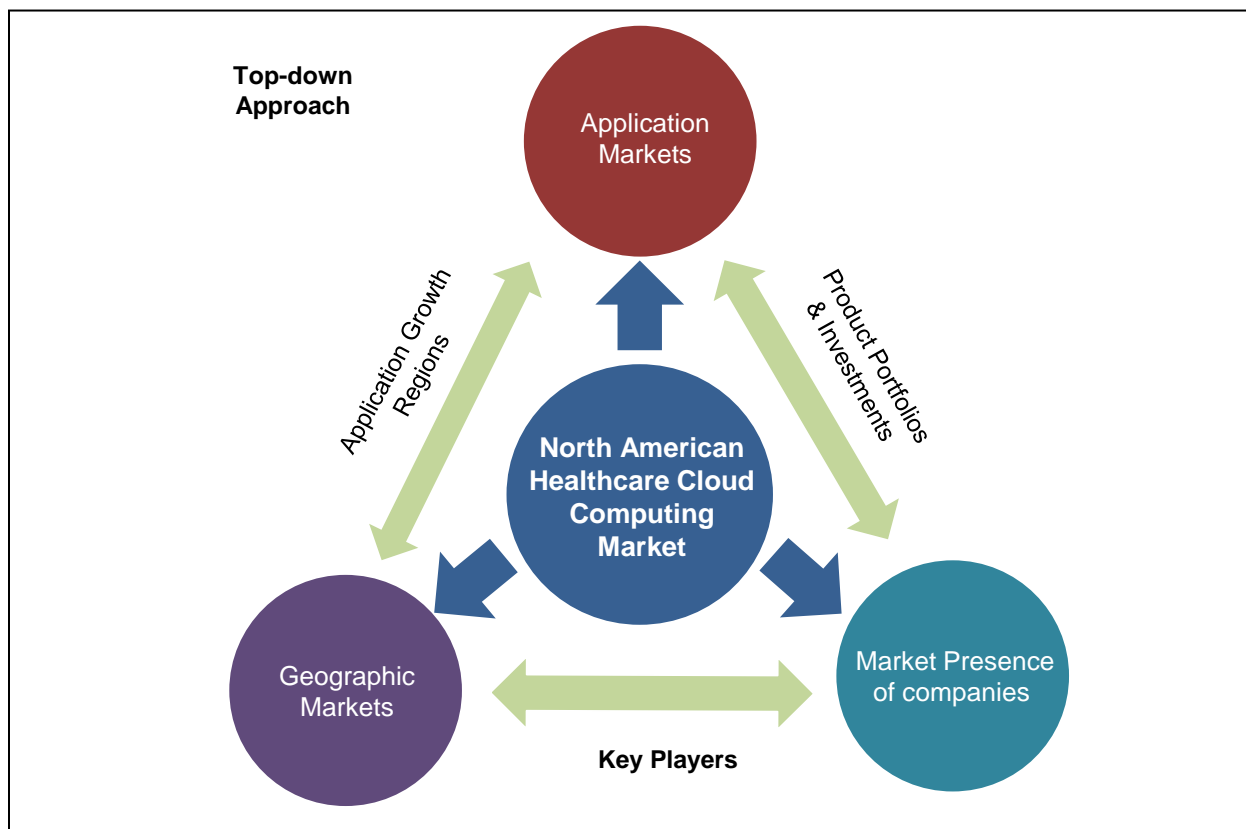 Top-down
Approach
Application
Markets
Application Growth
Regions
Product Portfolios
& Investments
North American
Healthcare Cloud
Computing
Market
Geographic
Markets
Market Presence
of companies
Key Players